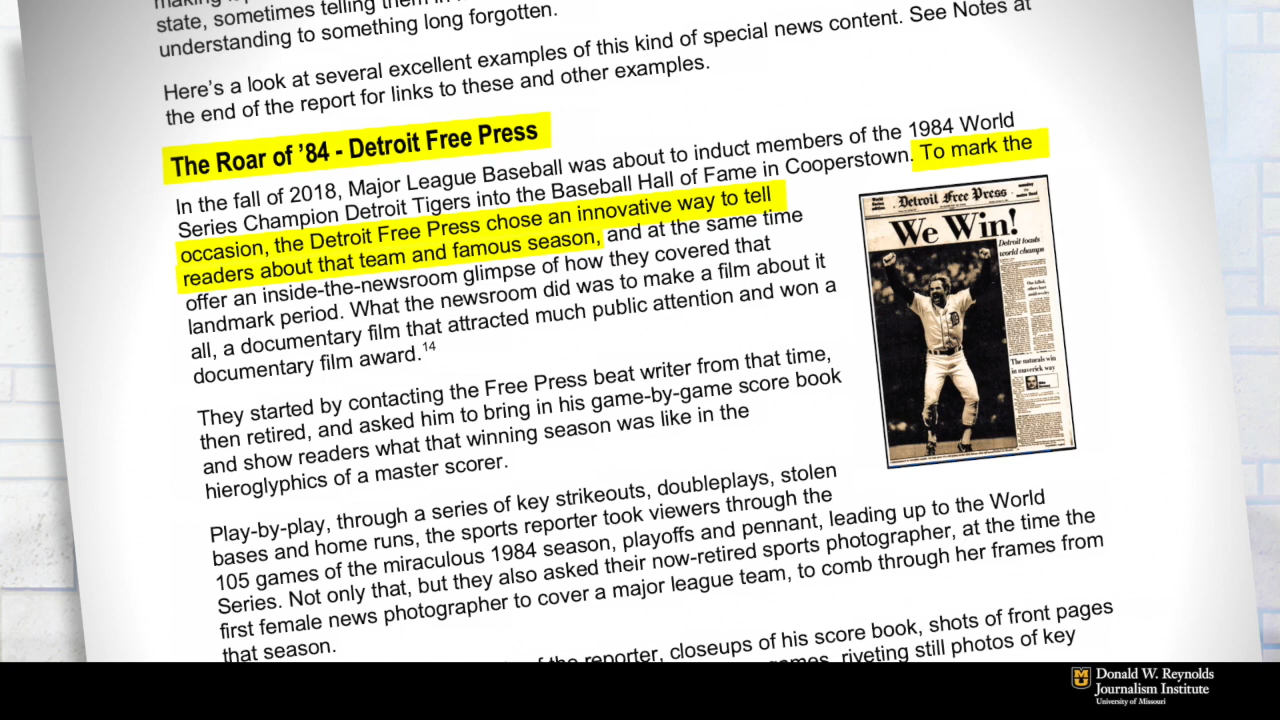 state, sometimes telling them in
understanding to something long forgotten.
Here's a look at several excellent examples of this kind of special news content. See Notes at
the end of the report for links to these and other examples.
The Roar of '84 - Detroit Free Press
In the fall of 2018, Major League Baseball was about to induct members of the 1984 World
Series Champion Detroit Tigers into the Baseball Hall of Fame in Cooperstown. To mark the
occasion, the Detroit Free Press chose an innovative way to tell
readers about that team and famous season, and at the same time
offer an inside-the-newsroom glimpse of how they covered that
landmark period. What the newsroom did was to make a film about it
all, a documentary film that attracted much public attention and won a
documentary film award.14
Detroit Free Press
We Win!
Detroit toasts
world champs
The naturals win
in maverick way
They started by contacting the Free Press beat writer from that time,
then retired, and asked him to bring in his game-by-game score book
and show readers what that winning season was like in the
hieroglyphics of a master scorer.
Play-by-play, through a series of key strikeouts, doubleplays, stolen
bases and home runs, the sports reporter took viewers through the
105 games of the miraculous 1984 season, playoffs and pennant, leading up to the World
Series. Not only that, but they also asked their now-retired sports photographer, at the time the
first female news photographer to cover a major league team, to comb through her frames from
that season.
the reporter, closeups of his score book, shots of front pages
games, riveting still photos of key
Donald W. Reynolds
Journalism Institute
University of Missouri